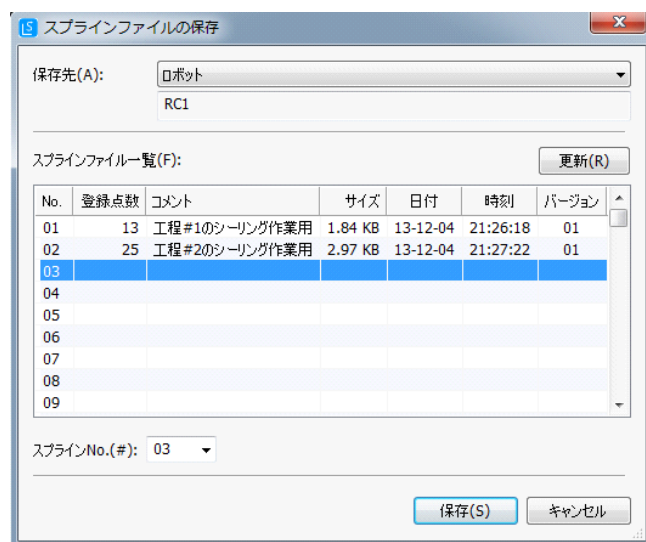 LS スプラインファイルの保存
保存先(A): ロボット
RC1
スプラインファイル一覧(F): 更新(R)
No. 登録点数 コメント サイズ 日付 時刻 バージョン
01 13 工程#1のシーリング作業用 1.84 KB 13-12-04 21:26:18 01
02 25 工程#2のシーリング作業用 2.97 KB 13-12-04 21:27:22 01
03
04
05
06
07
08
09
スプラインNo.(#): 03
保存(S) キャンセル